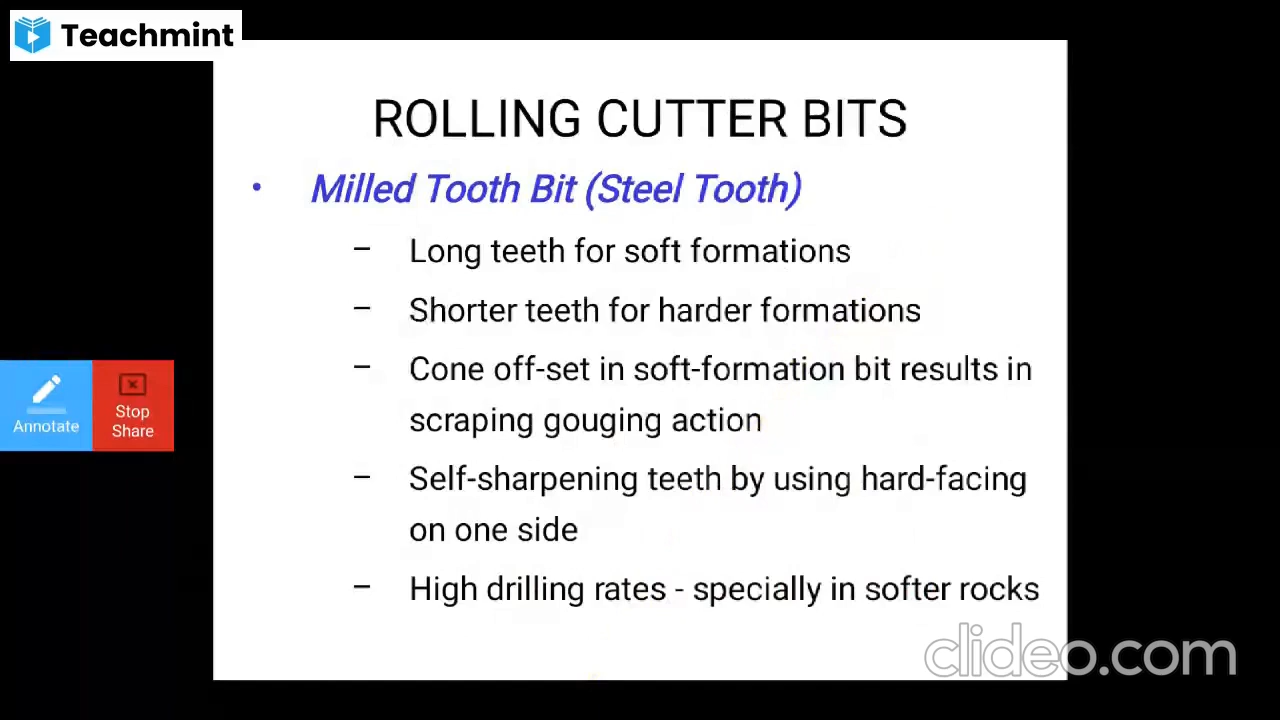 Teachmint
ROLLING CUTTER BITS
• Milled Tooth Bit (Steel Tooth)
– Long teeth for soft formations
– Shorter teeth for harder formations
– Cone off-set in soft-formation bit results in
scraping gouging action
– Self-sharpening teeth by using hard-facing
on one side
– High drilling rates - specially in softer rocks
Annotate
Stop
Share
clideo.com